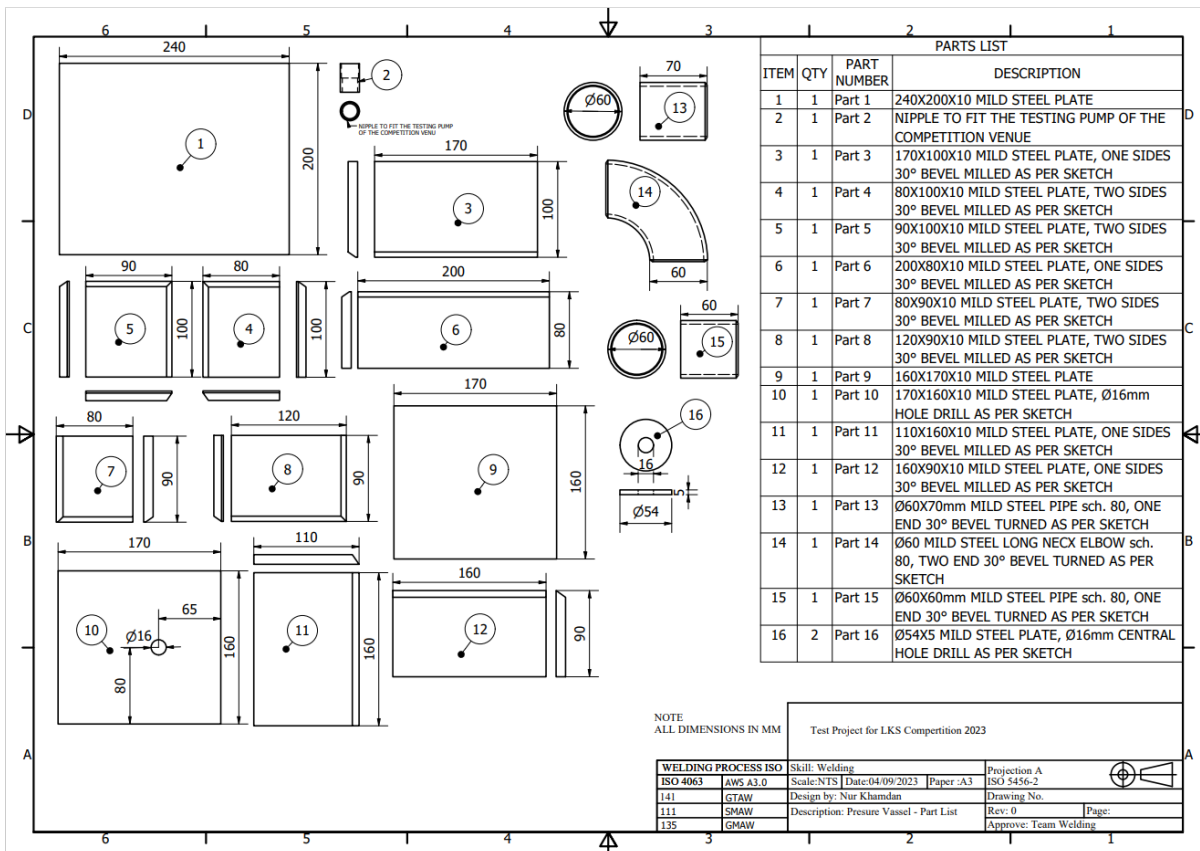 6 5 4 3 2 1
D
C
B
A
D
C
B
A
240
200
1
2
NIPPLE TO FIT THE TESTING PUMP
OF THE COMPETITION VENU
170
100
3
70
Ø60
13
14
60
90
100
5
80
100
4
200
80
6
60
Ø60
15
80
90
7
120
90
8
170
160
9
16
16
5
Ø54
170
65
Ø16
80
160
10
110
160
11
160
90
12
PARTS LIST
ITEM QTY PART NUMBER DESCRIPTION
1 1 Part 1 240X200X10 MILD STEEL PLATE
2 1 Part 2 NIPPLE TO FIT THE TESTING PUMP OF THE
COMPETITION VENUE
3 1 Part 3 170X100X10 MILD STEEL PLATE, ONE SIDES
30° BEVEL MILLED AS PER SKETCH
4 1 Part 4 80X100X10 MILD STEEL PLATE, TWO SIDES
30° BEVEL MILLED AS PER SKETCH
5 1 Part 5 90X100X10 MILD STEEL PLATE, TWO SIDES
30° BEVEL MILLED AS PER SKETCH
6 1 Part 6 200X80X10 MILD STEEL PLATE, ONE SIDES
30° BEVEL MILLED AS PER SKETCH
7 1 Part 7 80X90X10 MILD STEEL PLATE, TWO SIDES
30° BEVEL MILLED AS PER SKETCH
8 1 Part 8 120X90X10 MILD STEEL PLATE, TWO SIDES
30° BEVEL MILLED AS PER SKETCH
9 1 Part 9 160X170X10 MILD STEEL PLATE
10 1 Part 10 170X160X10 MILD STEEL PLATE, Ø16mm
HOLE DRILL AS PER SKETCH
11 1 Part 11 110X160X10 MILD STEEL PLATE, ONE SIDES
30° BEVEL MILLED AS PER SKETCH
12 1 Part 12 160X90X10 MILD STEEL PLATE, ONE SIDES
30° BEVEL MILLED AS PER SKETCH
13 1 Part 13 Ø60X70mm MILD STEEL PIPE sch. 80, ONE
END 30° BEVEL TURNED AS PER SKETCH
14 1 Part 14 Ø60 MILD STEEL LONG NECX ELBOW sch.
80, TWO END 30° BEVEL TURNED AS PER
SKETCH
15 1 Part 15 Ø60X60mm MILD STEEL PIPE sch. 80, ONE
END 30° BEVEL TURNED AS PER SKETCH
16 2 Part 16 Ø54X5 MILD STEEL PLATE, Ø16mm CENTRAL
HOLE DRILL AS PER SKETCH
NOTE
ALL DIMENSIONS IN MM
Test Project for LKS Compertition 2023
WELDING PROCESS ISO
ISO 4063 AWS A3.0
141 GTAW
111 SMAW
135 GMAW
Skill: Welding
Scale:NTS Date:04/09/2023 Paper :A3
Design by: Nur Khamdan
Description: Presure Vassel - Part List
Projection A
ISO 5456-2
Drawing No.
Rev: 0 Page:
Approve: Team Welding
6 5 4 3 2 1